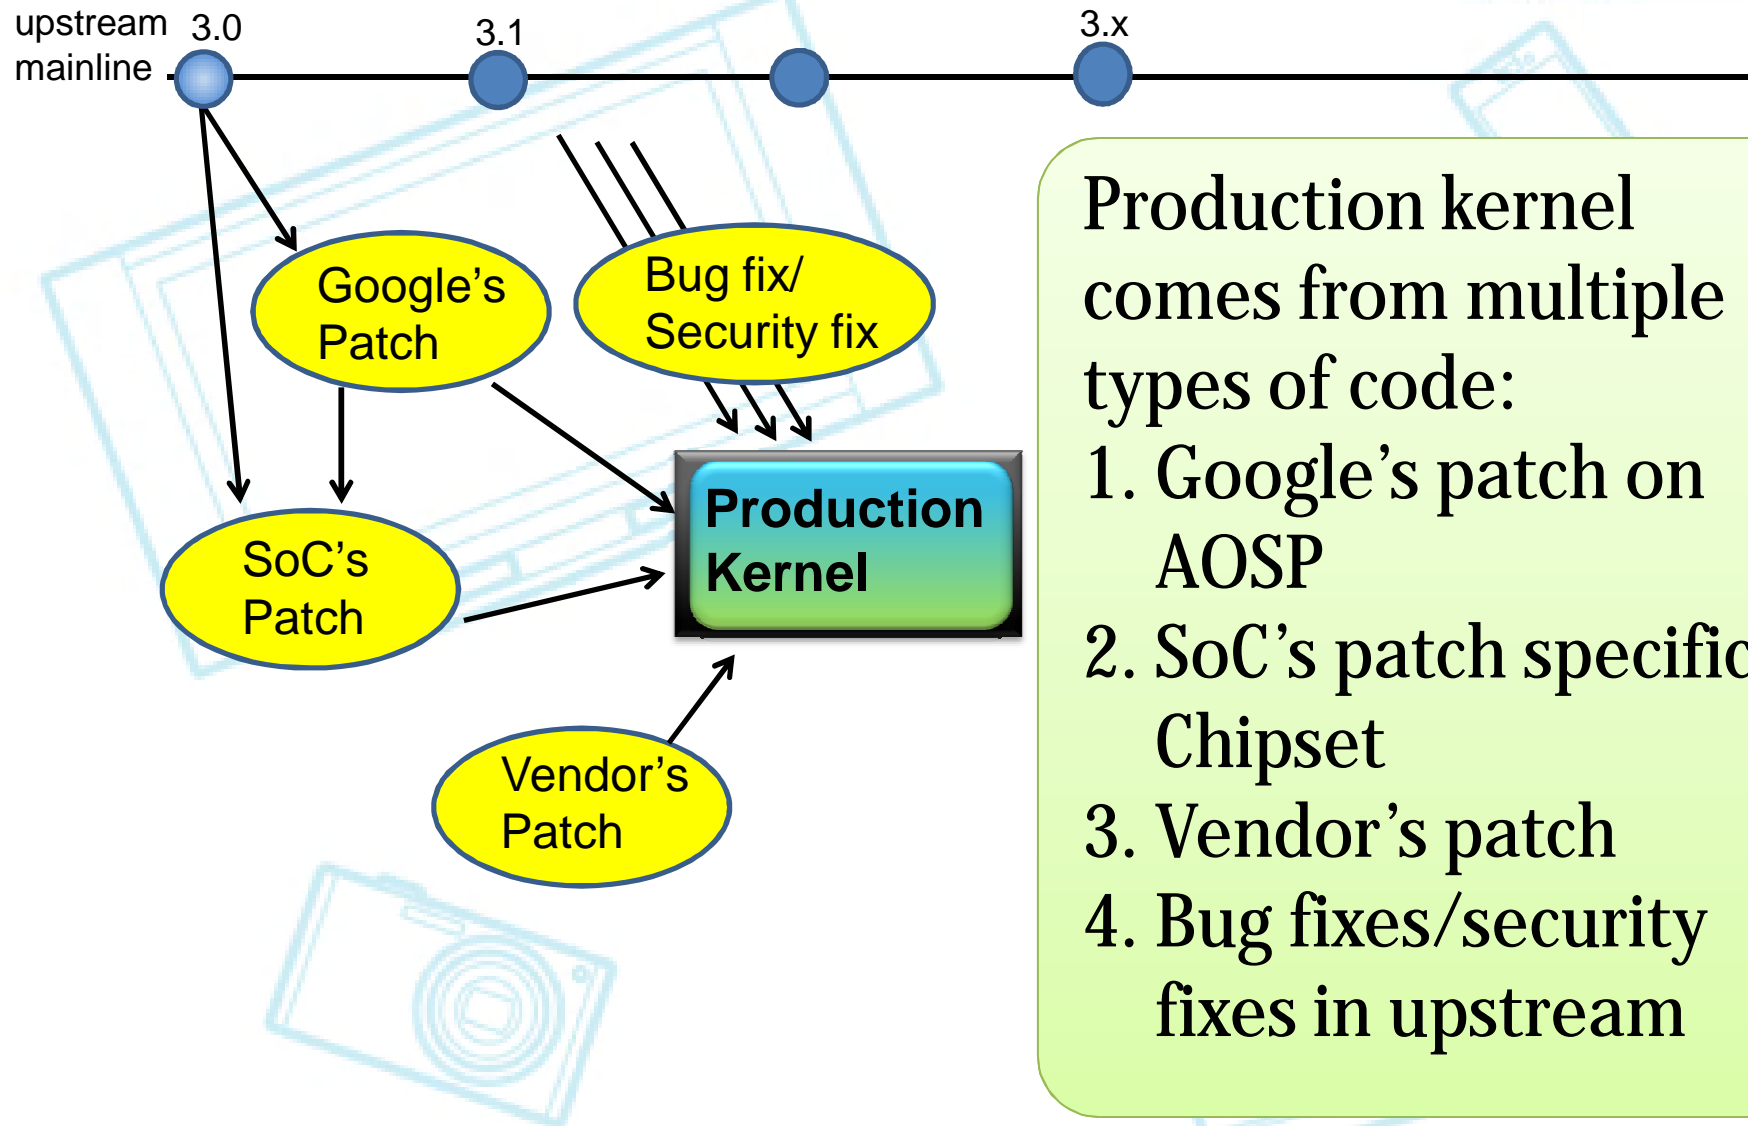 upstream
mainline
3.0
3.1
3.x
Google’s
Patch
Bug fix/
Security fix
SoC’s
Patch
Production
Kernel
Vendor’s
Patch
Production kernel
comes from multiple
types of code:
1. Google’s patch on
AOSP
2. SoC’s patch specific
Chipset
3. Vendor’s patch
4. Bug fixes/security
fixes in upstream